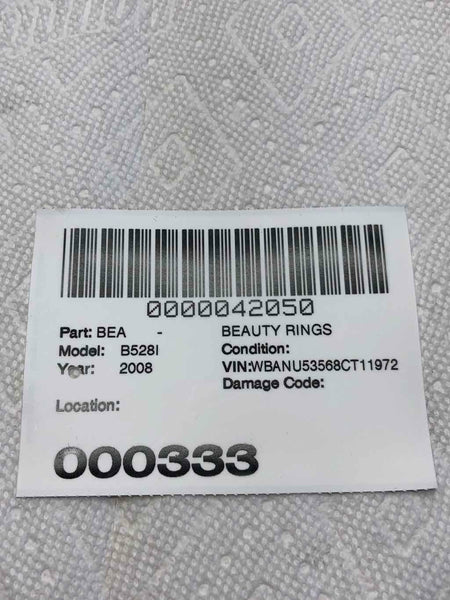 0000042050
Part: BEA - BEAUTY RINGS
Model: B528I Condition:
Year: 2008 VIN:WBANU53568CT11972
Damage Code:
Location:
000333